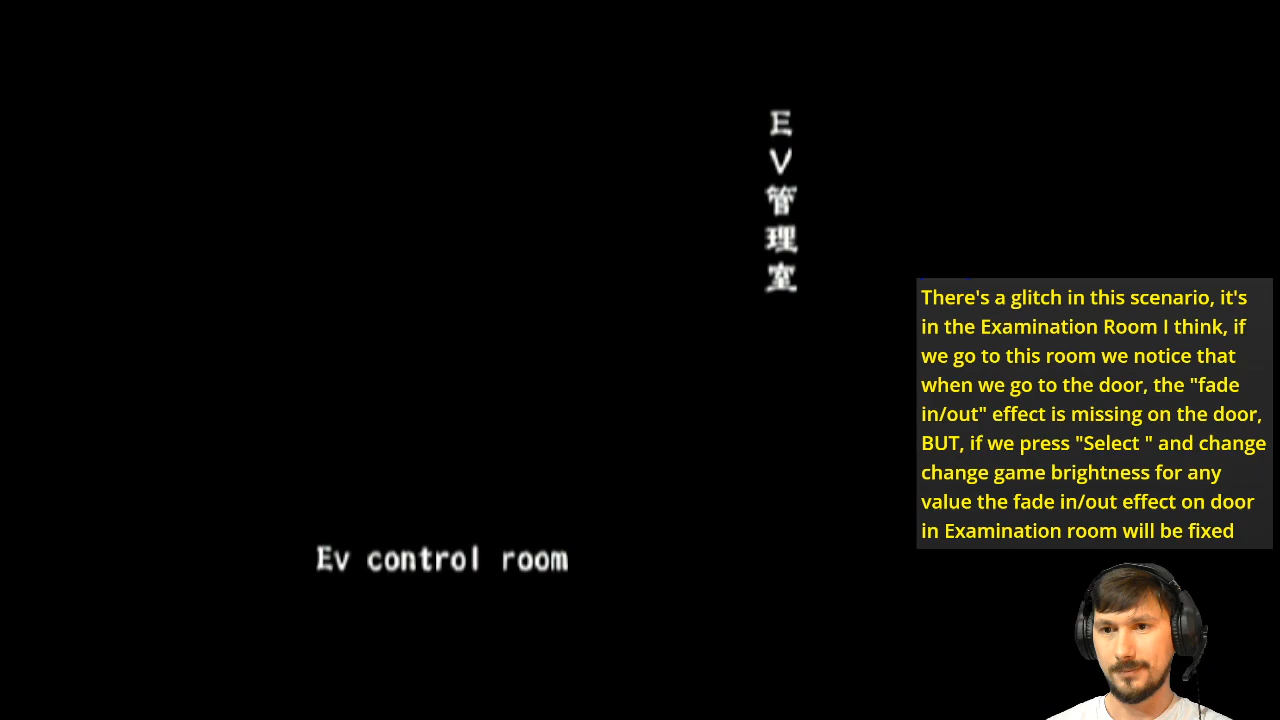 EV管理室
There's a glitch in this scenario, it's
in the Examination Room I think, if
we go to this room we notice that
when we go to the door, the "fade
in/out" effect is missing on the door,
BUT, if we press "Select " and change
change game brightness for any
value the fade in/out effect on door
in Examination room will be fixed
Ev control room